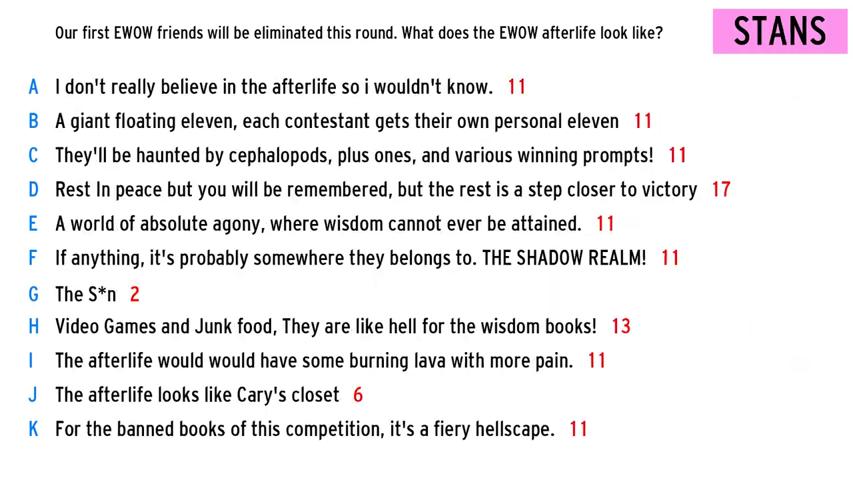 Our first EWOW friends will be eliminated this round. What does the EWOW afterlife look like?
STANS
A I don't really believe in the afterlife so i wouldn't know. 11
B A giant floating eleven, each contestant gets their own personal eleven 11
C They'll be haunted by cephalopods, plus ones, and various winning prompts! 11
D Rest In peace but you will be remembered, but the rest is a step closer to victory 17
E A world of absolute agony, where wisdom cannot ever be attained. 11
F If anything, it's probably somewhere they belongs to. THE SHADOW REALM! 11
G The S*n 2
H Video Games and Junk food, They are like hell for the wisdom books! 13
I The afterlife would would have some burning lava with more pain. 11
J The afterlife looks like Cary's closet 6
K For the banned books of this competition, it's a fiery hellscape. 11